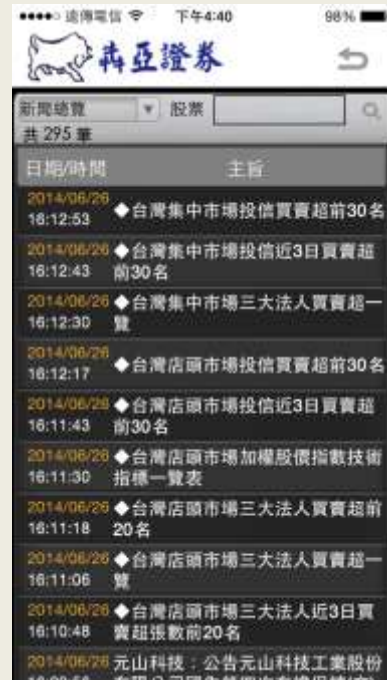 遠傳電信 下午4:40 98%
犇亞證券
新聞總覽 股票
共 295 筆
日期/時間 主旨
2014/06/26
16:12:53 ◆台灣集中市場投信買賣超前30名
2014/06/26 ◆台灣集中市場投信近3日買賣超
16:12:43 前30名
2014/06/26 ◆台灣集中市場三大法人買賣超一
16:12:30 覽
2014/06/26
16:12:17 ◆台灣店頭市場投信買賣超前30名
2014/06/26 ◆台灣店頭市場投信近3日買賣超
16:11:43 前30名
2014/06/26 ◆台灣店頭市場加權股價指數技術
16:11:30 指標一覽表
2014/06/26 ◆台灣店頭市場三大法人買賣超前
16:11:18 20名
2014/06/26 ◆台灣店頭市場三大法人買賣超一
16:11:06 覽
2014/06/26 ◆台灣店頭市場三大法人近3日買
16:10:48 賣超張數前20名
2014/06/26 元山科技：公告元山科技工業股份